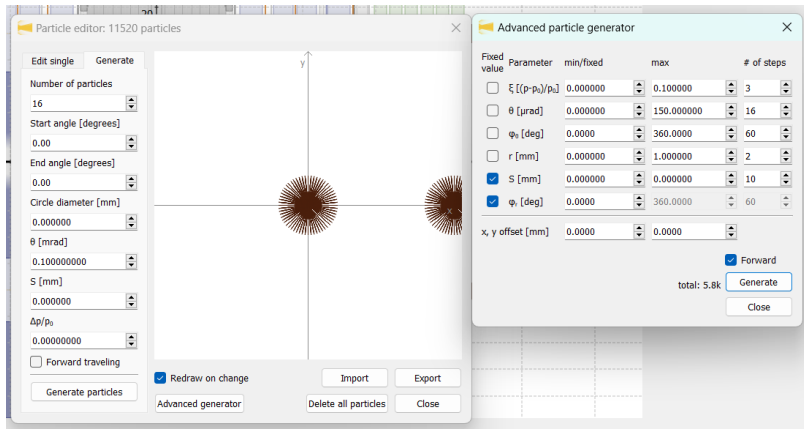 20
Particle editor: 11520 particles
Edit single Generate
Number of particles
16
Start angle [degrees]
0.00
End angle [degrees]
0.00
Circle diameter [mm]
0.000000
θ [mrad]
0.100000000
S [mm]
0.000000
Δp/p₀
0.00000000
Forward traveling
Generate particles
y
x
Redraw on change Import Export
Advanced generator Delete all particles Close
Advanced particle generator
Fixed value Parameter min/fixed max # of steps
ξ [(p-p₀)/p₀] 0.000000 0.100000 3
θ [μrad] 0.000000 150.000000 16
φ₀ [deg] 0.0000 360.0000 60
r [mm] 0.000000 1.000000 2
S [mm] 0.000000 0.000000 10
φᵣ [deg] 0.0000 360.0000 60
x, y offset [mm] 0.0000 0.0000
Forward
total: 5.8k Generate
Close